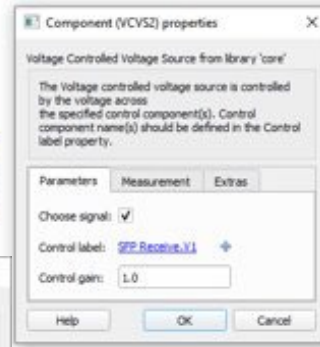 Component (VCVS2) properties
Voltage Controlled Voltage Source from library 'core'
The Voltage controlled voltage source is controlled
by the voltage across
the specified control component(s). Control
component name(s) should be defined in the Control
label property.
Parameters Measurement Extras
Choose signal:
Control label: SFP Receive.V1
Control gain: 1.0
Help OK Cancel